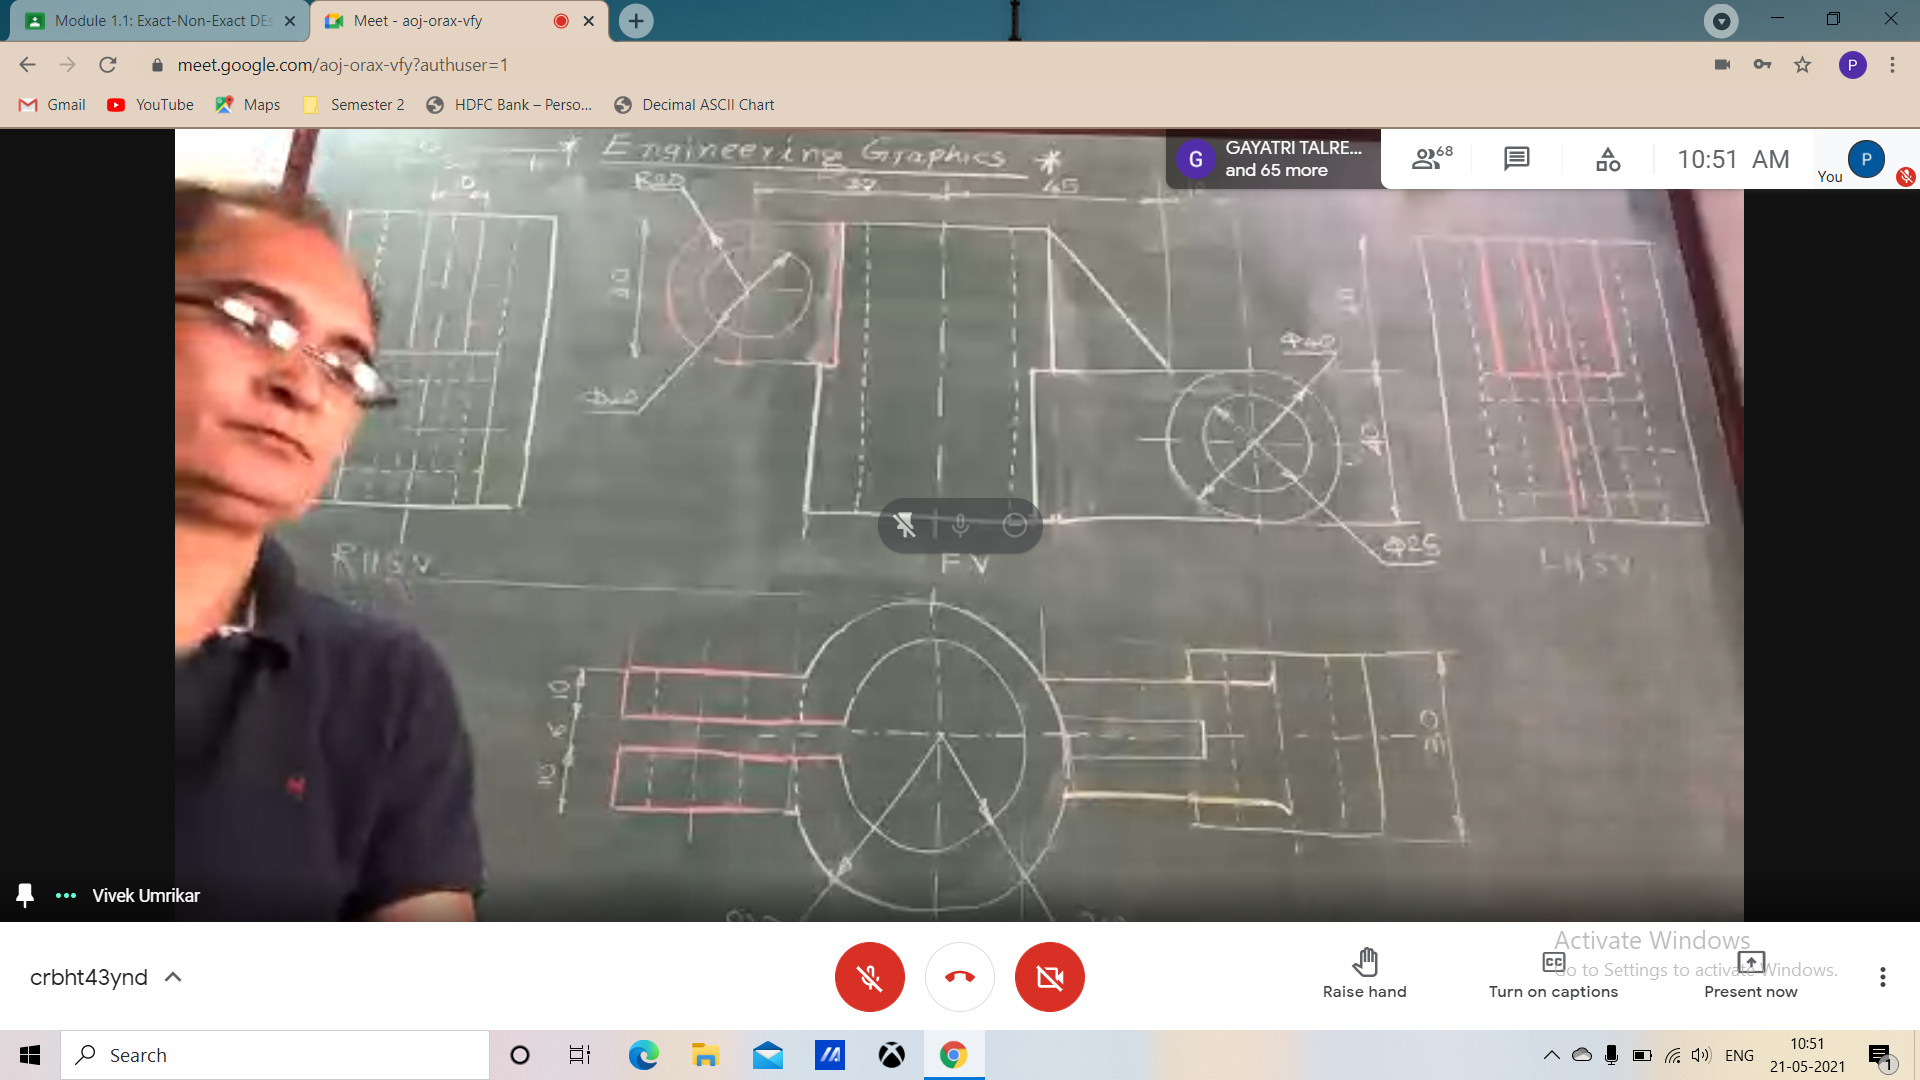 Module 1.1: Exact-Non-Exact DEs
Meet - aoj-orax-vfy
meet.google.com/aoj-orax-vfy?authuser=1
P
Gmail
YouTube
Maps
Semester 2
HDFC Bank – Perso...
Decimal ASCII Chart
* Engineering Graphics *
G
GAYATRI TALRE...
and 65 more
68
10:51 AM
You
P
45
Φ40
40
Φ25
RHSV
FV
LHSV
10
10
30
Vivek Umrikar
crbht43ynd
Raise hand
Turn on captions
Present now
Activate Windows
Go to Settings to activate Windows.
Search
ENG
10:51
21-05-2021
1